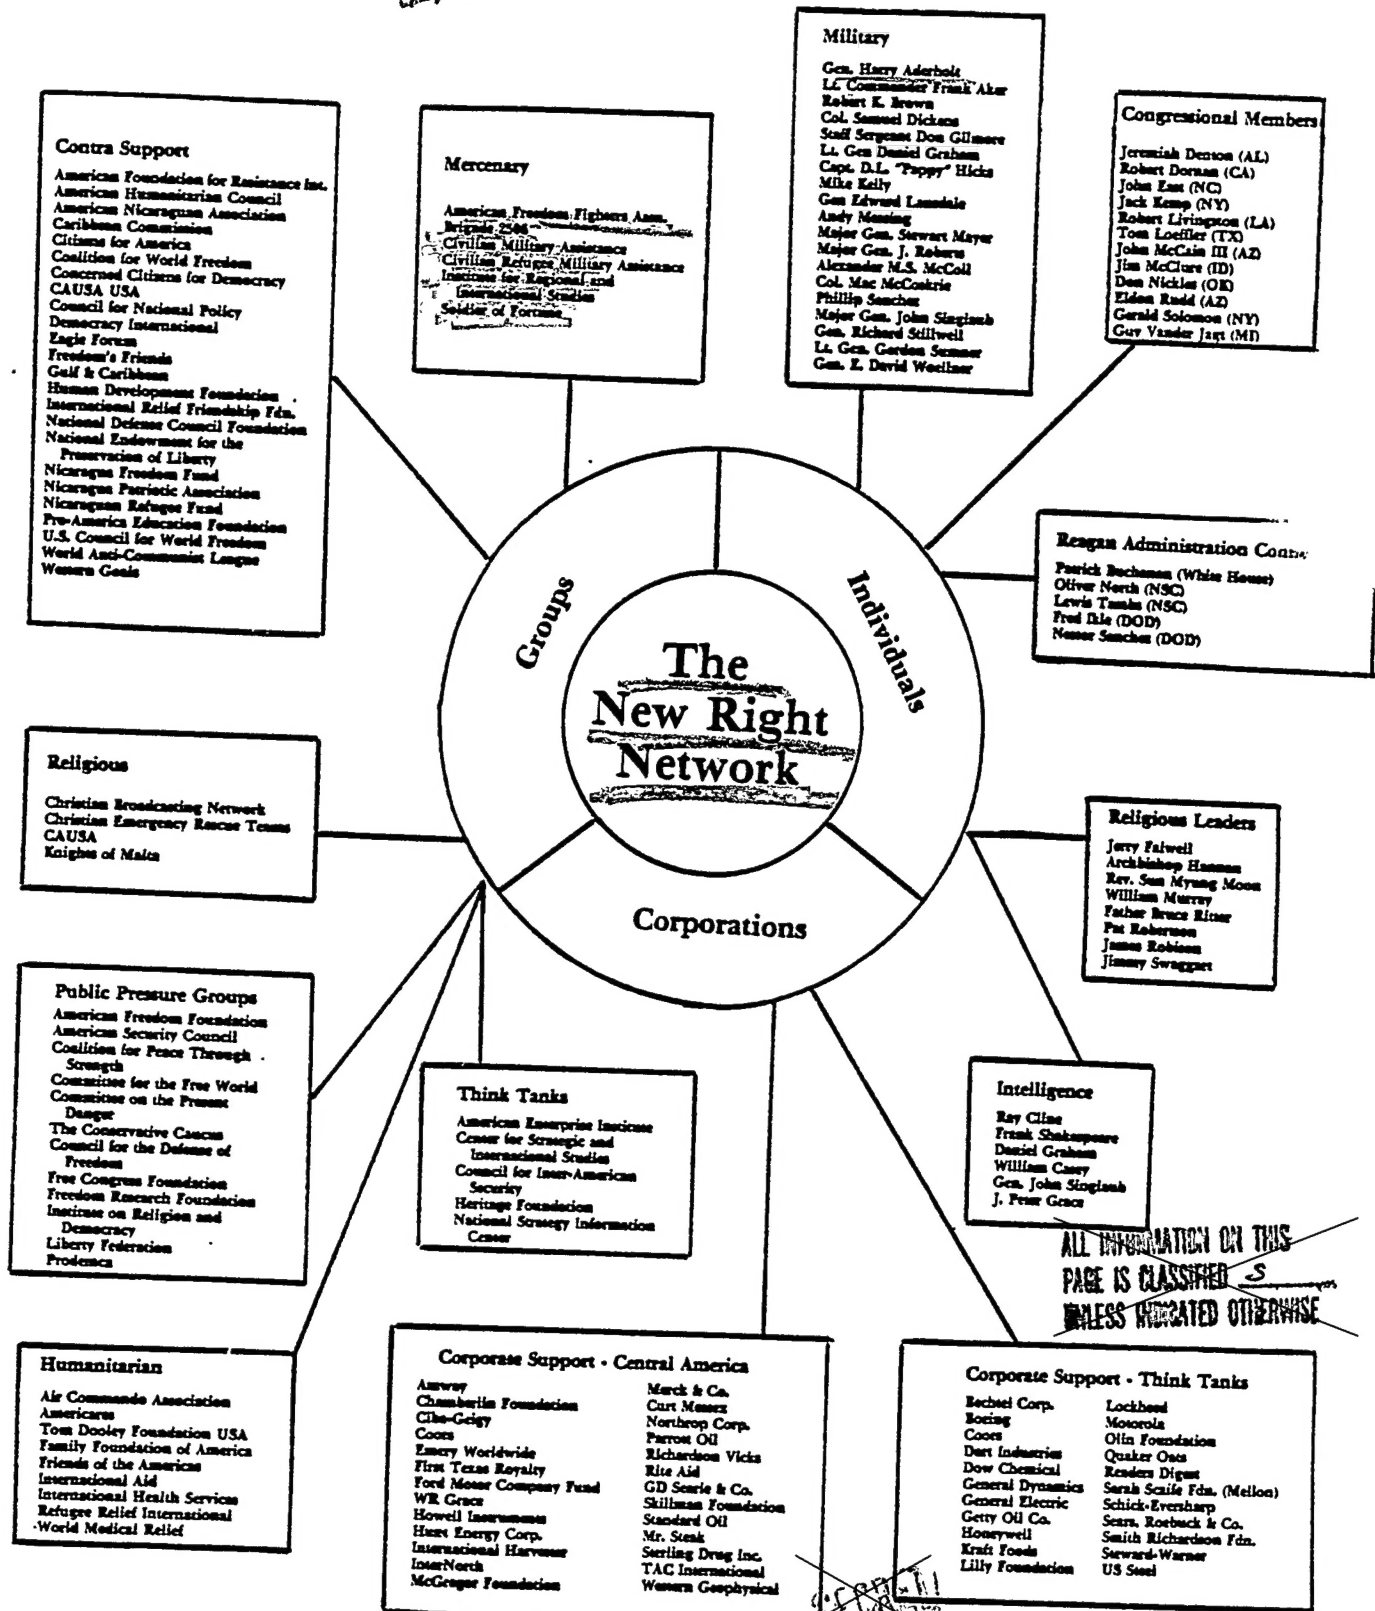 Military
Gen. Harry Aderholt
Lt. Commander Frank Aker
Robert K. Brown
Col. Samuel Dickens
Staff Sergeant Don Gilmore
Lt. Gen Daniel Graham
Capt. D.L. "Pappy" Hicks
Mike Kelly
Gen Edward Lansdale
Andy Messing
Major Gen. Stewart Mayer
Major Gen. J. Roberts
Alexander M.S. McColl
Col. Mac McCoskrie
Phillip Sanchez
Major Gen. John Singlaub
Gen. Richard Stillwell
Lt. Gen. Gordon Sumner
Gen. E. David Woellner
Contra Support
American Foundation for Resistance Int.
American Humanitarian Council
American Nicaraguan Association
Caribbean Commission
Citizens for America
Coalition for World Freedom
Concerned Citizens for Democracy
CAUSA USA
Council for National Policy
Democracy International
Eagle Forum
Freedom's Friends
Gulf & Caribbean
Human Development Foundation
International Relief Friendship Fdn.
National Defense Council Foundation
National Endowment for the
Preservation of Liberty
Nicaragua Freedom Fund
Nicaragua Patriotic Association
Nicaraguan Refugee Fund
Pro-America Education Foundation
U.S. Council for World Freedom
World Anti-Communist League
Western Goals
Mercenary
American Freedom Fighters Assn.
Brigade 2506
Civilian Military Assistance
Civilian Refugee Military Assistance
Institute for Regional and
International Studies
Soldier of Fortune
Congressional Members
Jeremiah Denton (AL)
Robert Dornan (CA)
John East (NC)
Jack Kemp (NY)
Robert Livingston (LA)
Tom Loeffler (TX)
John McCain III (AZ)
Jim McClure (ID)
Don Nickles (OK)
Eldon Rudd (AZ)
Gerald Solomon (NY)
Guy Vander Jagt (MI)
Reagan Administration
Patrick Buchanan (White House)
Oliver North (NSC)
Lewis Tambs (NSC)
Fred Ikle (DOD)
Nestor Sanchez (DOD)
Groups
Individuals
The
New Right
Network
Corporations
Religious
Christian Broadcasting Network
Christian Emergency Rescue Teams
CAUSA
Knights of Malta
Religious Leaders
Jerry Falwell
Archbishop Hannan
Rev. Sun Myung Moon
William Murray
Father Bruce Ritter
Pat Robertson
James Robison
Jimmy Swaggart
Public Pressure Groups
American Freedom Foundation
American Security Council
Coalition for Peace Through
Strength
Committee for the Free World
Committee on the Present
Danger
The Conservative Caucus
Council for the Defense of
Freedom
Free Congress Foundation
Freedom Research Foundation
Institute on Religion and
Democracy
Liberty Federation
Prodemca
Think Tanks
American Enterprise Institute
Center for Strategic and
International Studies
Council for Inter-American
Security
Heritage Foundation
National Strategy Information
Center
Intelligence
Ray Cline
Frank Shakespeare
Daniel Graham
William Casey
Gen. John Singlaub
J. Peter Grace
ALL INFORMATION ON THIS
PAGE IS CLASSIFIED S
UNLESS INDICATED OTHERWISE
Humanitarian
Air Commando Association
Americares
Tom Dooley Foundation USA
Family Foundation of America
Friends of the Americas
International Aid
International Health Services
Refugee Relief International
World Medical Relief
Corporate Support - Central America
Amway
Chamberlin Foundation
Ciba-Geigy
Coors
Emery Worldwide
First Texas Royalty
Ford Motor Company Fund
WR Grace
Howell Instruments
Hunt Energy Corp.
International Harvester
InterNorth
McGregor Foundation
Merck & Co.
Curt Messex
Northrop Corp.
Parrott Oil
Richardson Vicks
Rite Aid
GD Searle & Co.
Skillman Foundation
Standard Oil
Mr. Steak
Sterling Drug Inc.
TAC International
Western Geophysical
Corporate Support - Think Tanks
Bechtel Corp.
Boeing
Coors
Dart Industries
Dow Chemical
General Dynamics
General Electric
Getty Oil Co.
Honeywell
Kraft Foods
Lilly Foundation
Lockheed
Motorola
Olin Foundation
Quaker Oats
Readers Digest
Sarah Scaife Fdn. (Mellon)
Schick-Eversharp
Sears, Roebuck & Co.
Smith Richardson Fdn.
Steward-Warner
US Steel